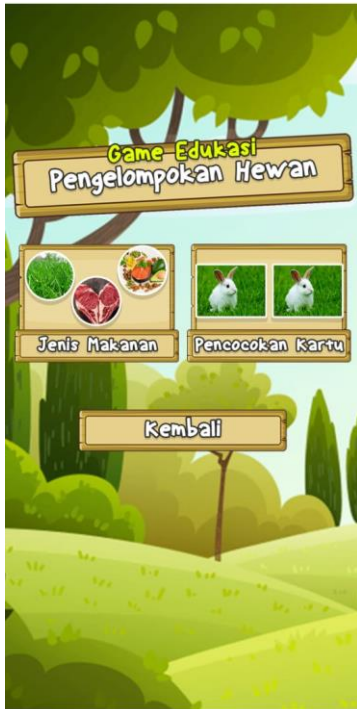 Game Edukasi
Pengelompokan Hewan
Jenis Makanan
Pencocokan Kartu
Kembali